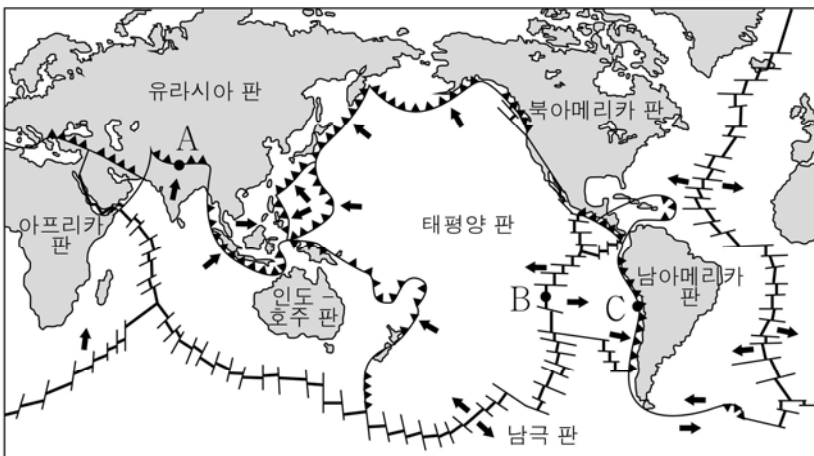 유라시아 판
북아메리카 판
A
아프리카
판
태평양 판
남아메리카
판
인도 -
호주 판
B
C
남극 판